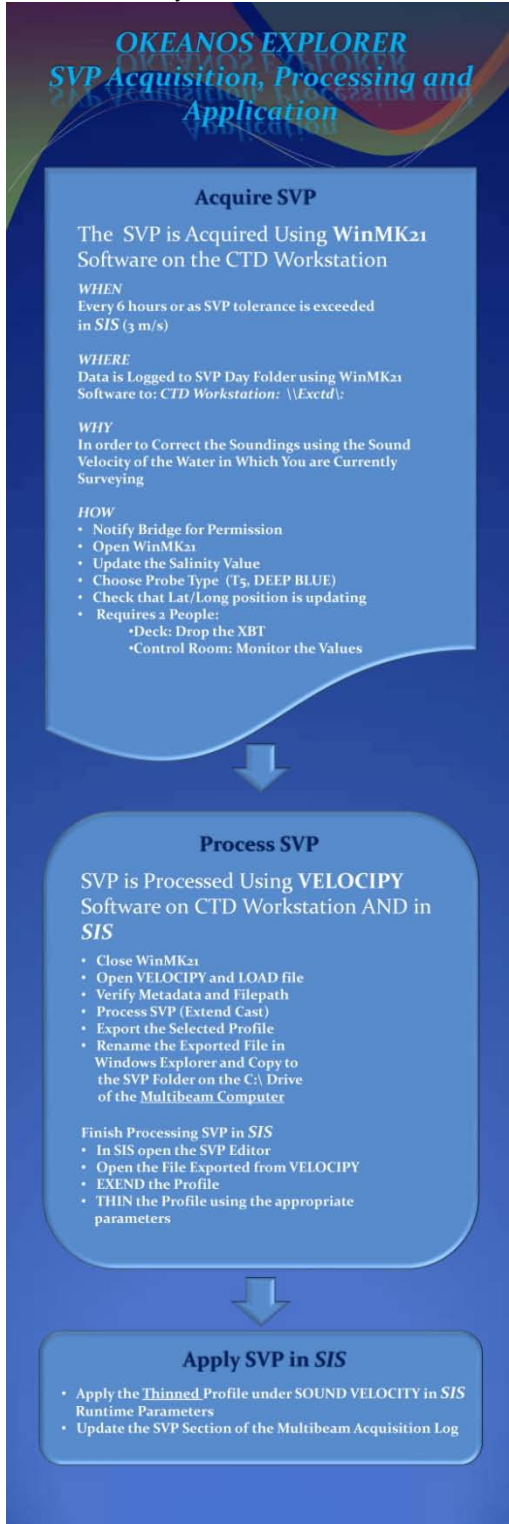 OKEANOS EXPLORER
SVP Acquisition, Processing and
Application
Acquire SVP
The SVP is Acquired Using WinMK21
Software on the CTD Workstation
WHEN
Every 6 hours or as SVP tolerance is exceeded
in SIS (3 m/s)
WHERE
Data is Logged to SVP Day Folder using WinMK21
Software to: CTD Workstation: \\Exctd\:
WHY
In order to Correct the Soundings using the Sound
Velocity of the Water in Which You are Currently
Surveying
HOW
• Notify Bridge for Permission
• Open WinMK21
• Update the Salinity Value
• Choose Probe Type (T5, DEEP BLUE)
• Check that Lat/Long position is updating
• Requires 2 People:
•Deck: Drop the XBT
•Control Room: Monitor the Values
Process SVP
SVP is Processed Using VELOCIPY
Software on CTD Workstation AND in
SIS
• Close WinMK21
• Open VELOCIPY and LOAD file
• Verify Metadata and Filepath
• Process SVP (Extend Cast)
• Export the Selected Profile
• Rename the Exported File in
Windows Explorer and Copy to
the SVP Folder on the C:\ Drive
of the Multibeam Computer
Finish Processing SVP in SIS
• In SIS open the SVP Editor
• Open the File Exported from VELOCIPY
• EXEND the Profile
• THIN the Profile using the appropriate
parameters
Apply SVP in SIS
• Apply the Thinned Profile under SOUND VELOCITY in SIS
Runtime Parameters
• Update the SVP Section of the Multibeam Acquisition Log